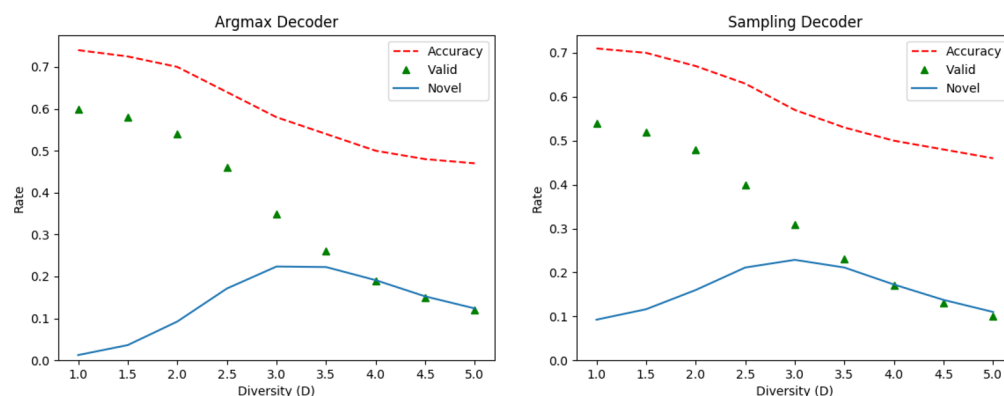 Argmax Decoder
Accuracy
Valid
Novel
0.7
0.6
0.5
0.4
0.3
0.2
0.1
0.0
Rate
1.0 1.5 2.0 2.5 3.0 3.5 4.0 4.5 5.0
Diversity (D)
Sampling Decoder
Accuracy
Valid
Novel
0.7
0.6
0.5
0.4
0.3
0.2
0.1
0.0
Rate
1.0 1.5 2.0 2.5 3.0 3.5 4.0 4.5 5.0
Diversity (D)